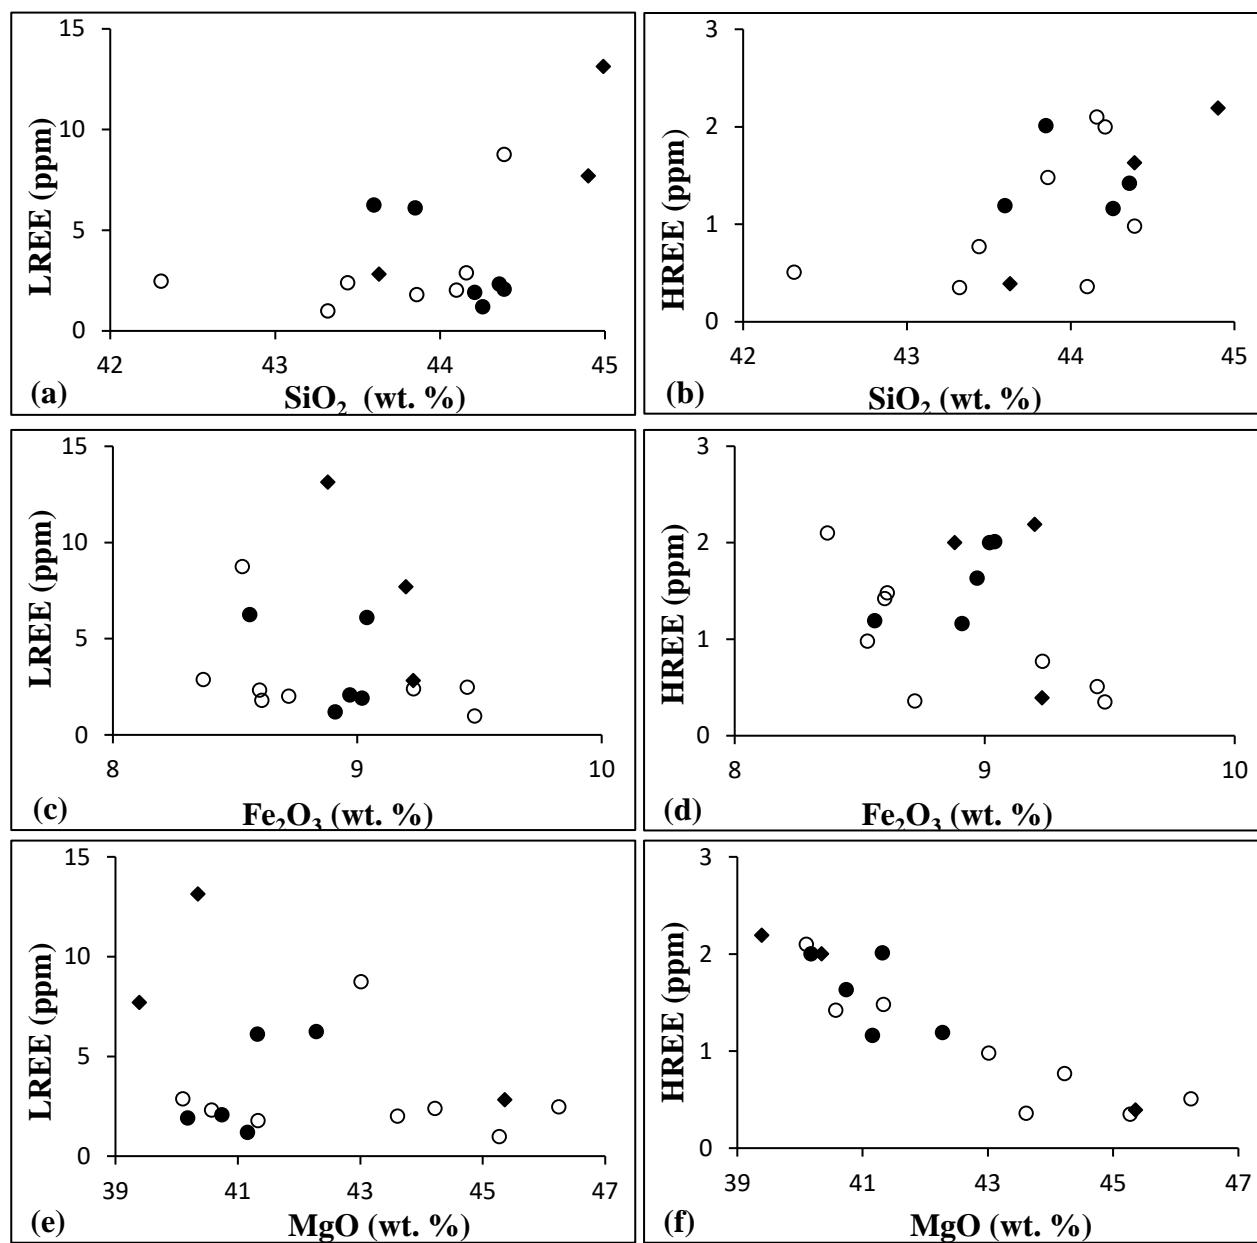 15
10
5
0
LREE (ppm)
42 43 44 45
(a) SiO₂ (wt. %)
3
2
1
0
HREE (ppm)
42 43 44 45
(b) SiO₂ (wt. %)
15
10
5
0
LREE (ppm)
8 9 10
(c) Fe₂O₃ (wt. %)
3
2
1
0
HREE (ppm)
8 9 10
(d) Fe₂O₃ (wt. %)
15
10
5
0
LREE (ppm)
39 41 43 45 47
(e) MgO (wt. %)
3
2
1
0
HREE (ppm)
39 41 43 45 47
(f) MgO (wt. %)